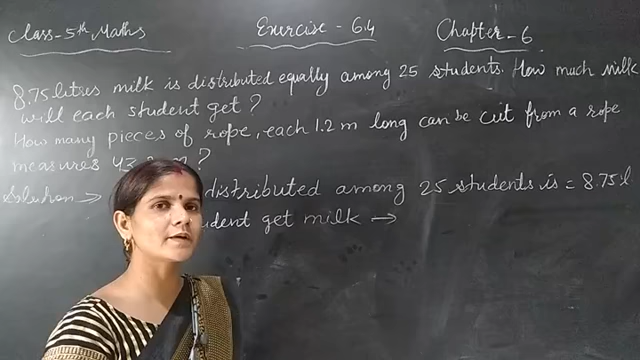 Class-5th Maths
Exercise - 6.4
Chapter - 6
8.75 litres milk is distributed equally among 25 students. How much milk
will each student get?
How many pieces of rope, each 1.2 m long can be cut from a rope
measures 43. ?
Solution → distributed among 25 students is = 8.75 l
get milk →